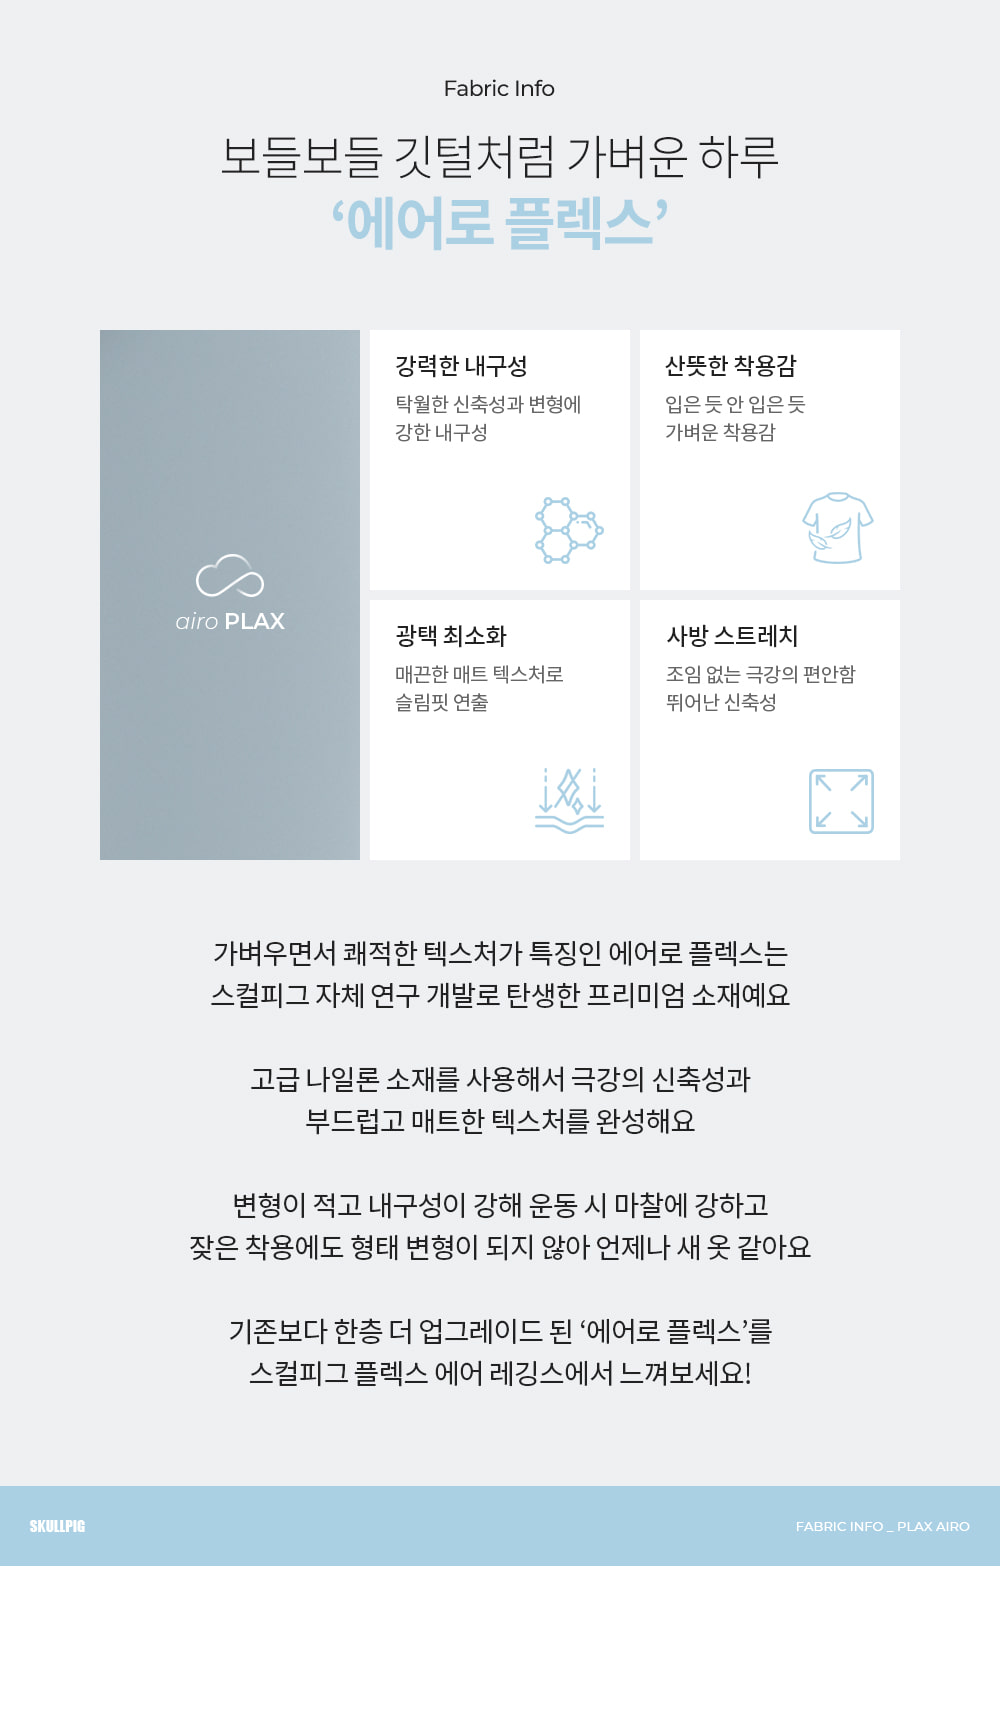 Fabric Info
보들보들 깃털처럼 가벼운 하루
‘에어로 플렉스’
airo PLAX
강력한 내구성
탁월한 신축성과 변형에
강한 내구성
산뜻한 착용감
입은 듯 안 입은 듯
가벼운 착용감
광택 최소화
매끈한 매트 텍스처로
슬림핏 연출
사방 스트레치
조임 없는 극강의 편안함
뛰어난 신축성
가벼우면서 쾌적한 텍스처가 특징인 에어로 플렉스는
스컬피그 자체 연구 개발로 탄생한 프리미엄 소재예요
고급 나일론 소재를 사용해서 극강의 신축성과
부드럽고 매트한 텍스처를 완성해요
변형이 적고 내구성이 강해 운동 시 마찰에 강하고
잦은 착용에도 형태 변형이 되지 않아 언제나 새 옷 같아요
기존보다 한층 더 업그레이드 된 ‘에어로 플렉스’를
스컬피그 플렉스 에어 레깅스에서 느껴보세요!
SKULLPIG
FABRIC INFO _ PLAX AIRO